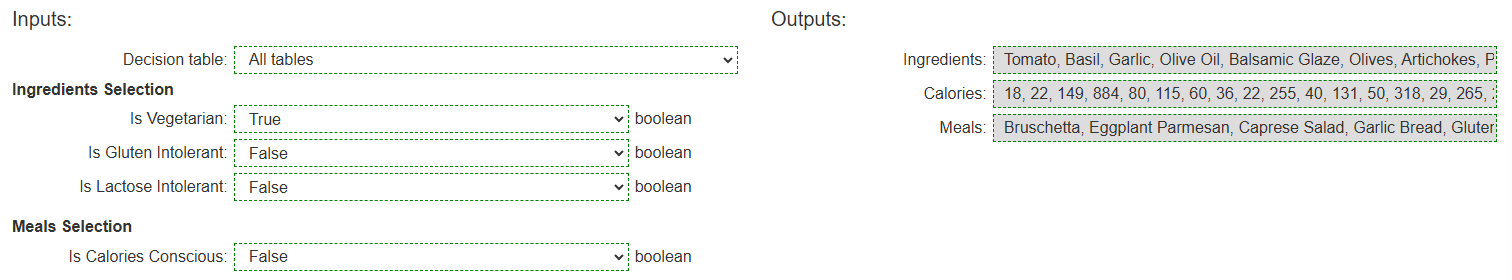 Inputs:
Decision table: All tables
Ingredients Selection
Is Vegetarian: True boolean
Is Gluten Intolerant: False boolean
Is Lactose Intolerant: False boolean
Meals Selection
Is Calories Conscious: False boolean
Outputs:
Ingredients: Tomato, Basil, Garlic, Olive Oil, Balsamic Glaze, Olives, Artichokes, P
Calories: 18, 22, 149, 884, 80, 115, 60, 36, 22, 255, 40, 131, 50, 318, 29, 265,
Meals: Bruschetta, Eggplant Parmesan, Caprese Salad, Garlic Bread, Gluten